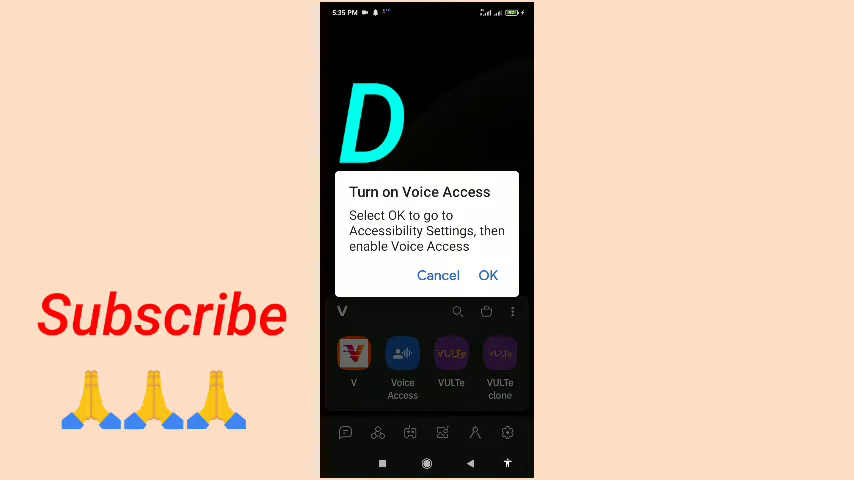 5:35 PM
D
Turn on Voice Access
Select OK to go to
Accessibility Settings, then
enable Voice Access
Cancel OK
Subscribe
V
V Voice Access VULTe VULTe clone